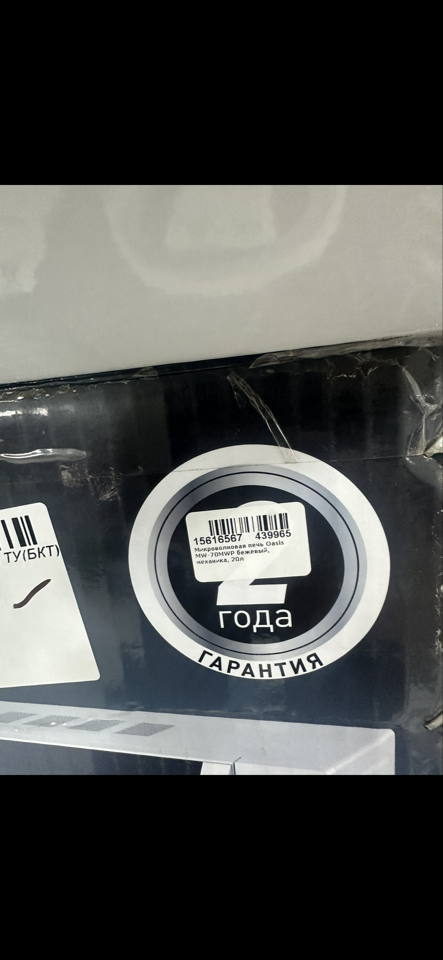 15616567 439965
Микроволновая печь Oasis
MW-70MWP бежевый,
механика, 20л
ТУ(БКТ)
2
года
ГАРАНТИЯ